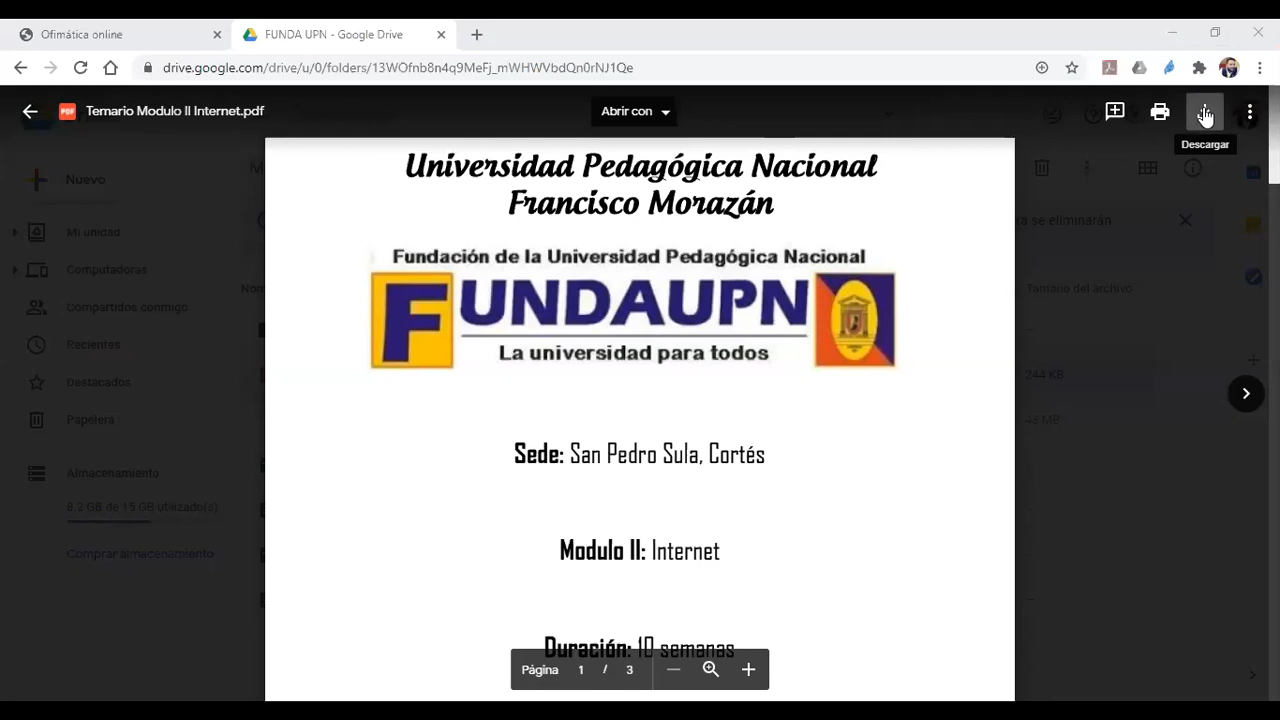 Ofimática online
FUNDA UPN - Google Drive
drive.google.com/drive/u/0/folders/13WOfnb8n4q9MeFj_mWHWVbdQn0rNJ1Qe
Temario Modulo II Internet.pdf
Abrir con
Descargar
Nuevo
Mi unidad
Computadoras
Compartidos conmigo
Recientes
Destacados
Papelera
Almacenamiento
8.2 GB de 15 GB utilizado(s)
Comprar almacenamiento
se eliminarán
Tamaño del archivo
244 KB
Universidad Pedagógica Nacional
Francisco Morazán
Fundación de la Universidad Pedagógica Nacional
F FUNDAUPN
La universidad para todos
Sede: San Pedro Sula, Cortés
Modulo II: Internet
Duración: 10 semanas
Página 1 / 3